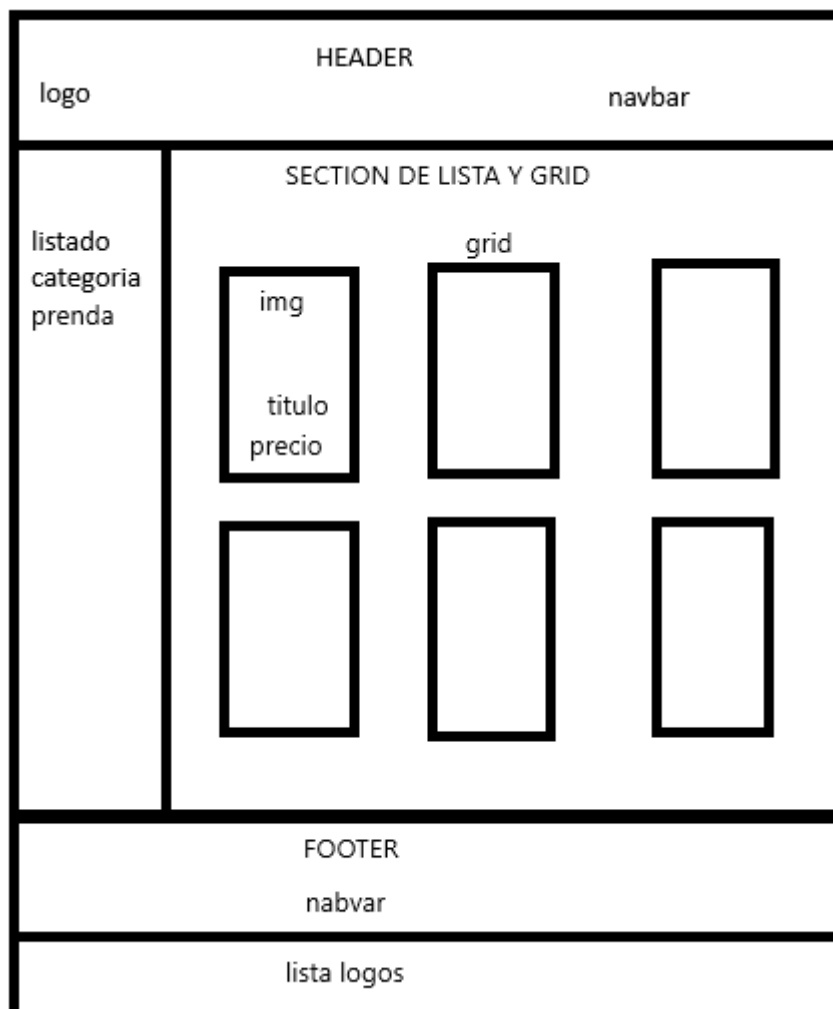 HEADER
logo
navbar
SECTION DE LISTA Y GRID
listado
categoria
prenda
grid
img
titulo
precio
FOOTER
nabvar
lista logos